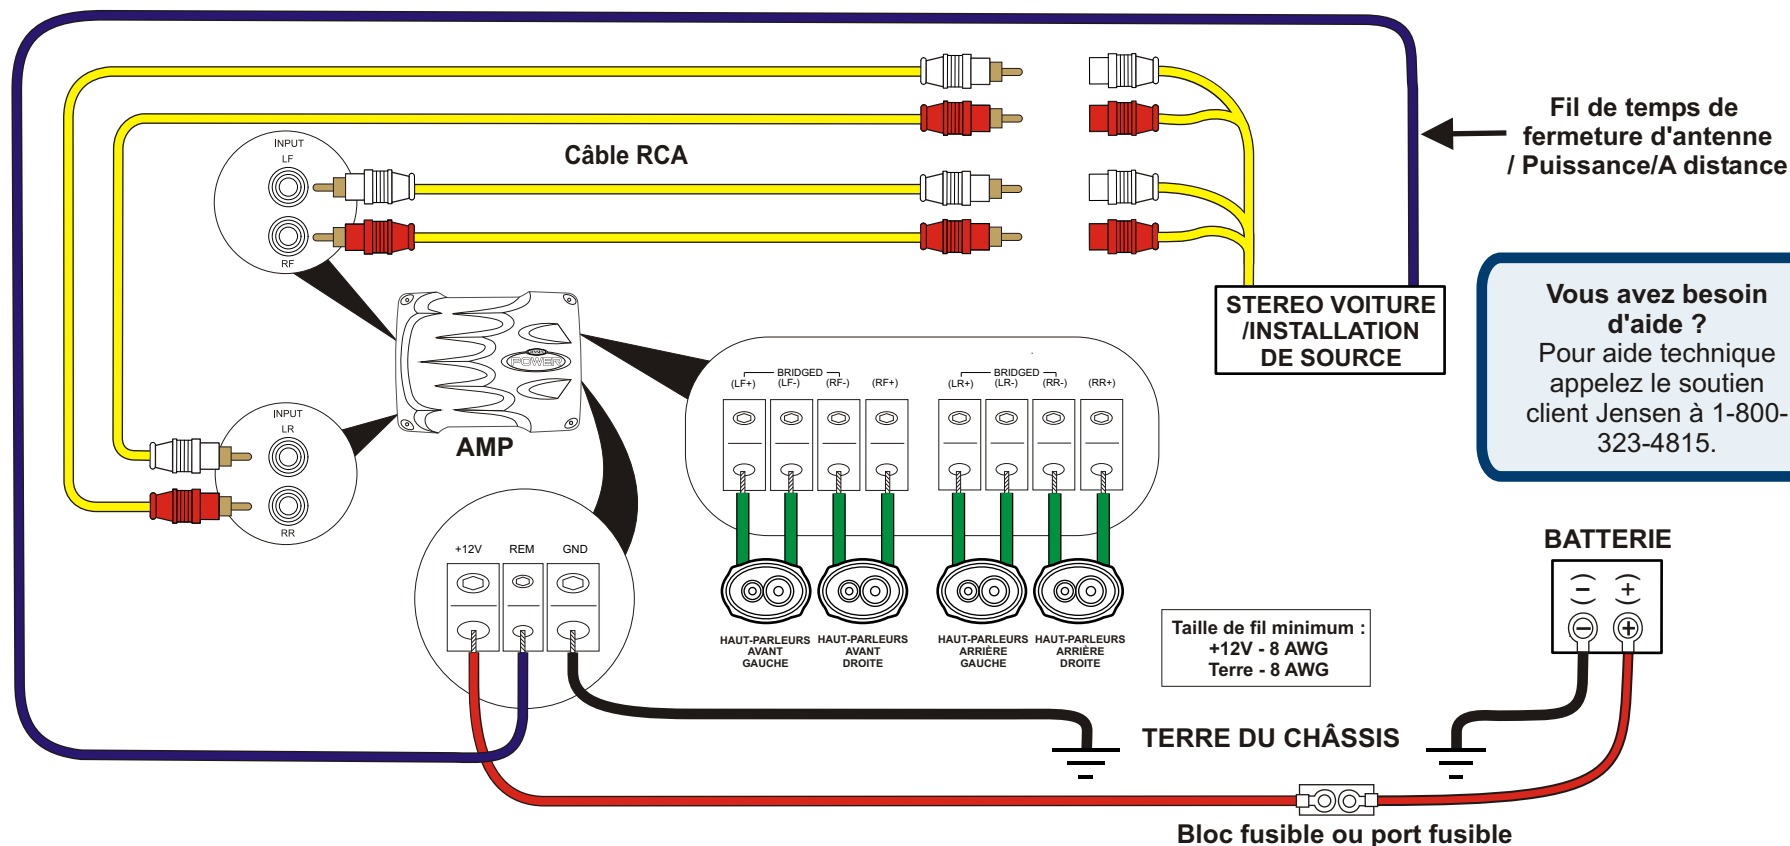 Fil de temps de
fermeture d'antenne
/ Puissance/A distance
INPUT
LF
Câble RCA
RF
STEREO VOITURE
/INSTALLATION
DE SOURCE
Vous avez besoin
d'aide ?
Pour aide technique
appelez le soutien
client Jensen à 1-800-
323-4815.
POWER
AMP
BRIDGED
(LF+) (LF-) (RF-) (RF+)
BRIDGED
(LR+) (LR-) (RR-) (RR+)
INPUT
LR
RR
+12V REM GND
HAUT-PARLEURS
AVANT
GAUCHE
HAUT-PARLEURS
AVANT
DROITE
HAUT-PARLEURS
ARRIÈRE
GAUCHE
HAUT-PARLEURS
ARRIÈRE
DROITE
Taille de fil minimum :
+12V - 8 AWG
Terre - 8 AWG
BATTERIE
(-) (+)
- +
TERRE DU CHÂSSIS
Bloc fusible ou port fusible